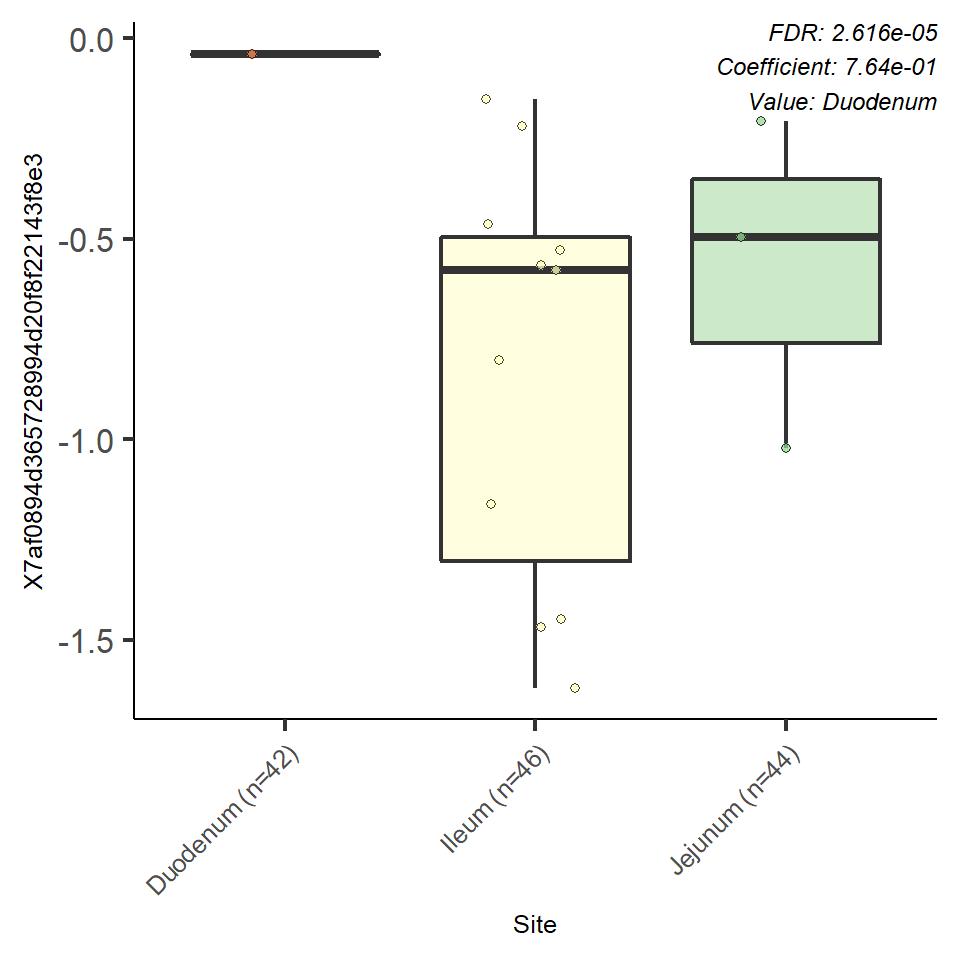 FDR: 2.616e-05
Coefficient: 7.64e-01
Value: Duodenum
X7af0894d365728994d20f8f22143f8e3
0.0
-0.5
-1.0
-1.5
Duodenum (n=42)
Ileum (n=46)
Jejunum (n=44)
Site